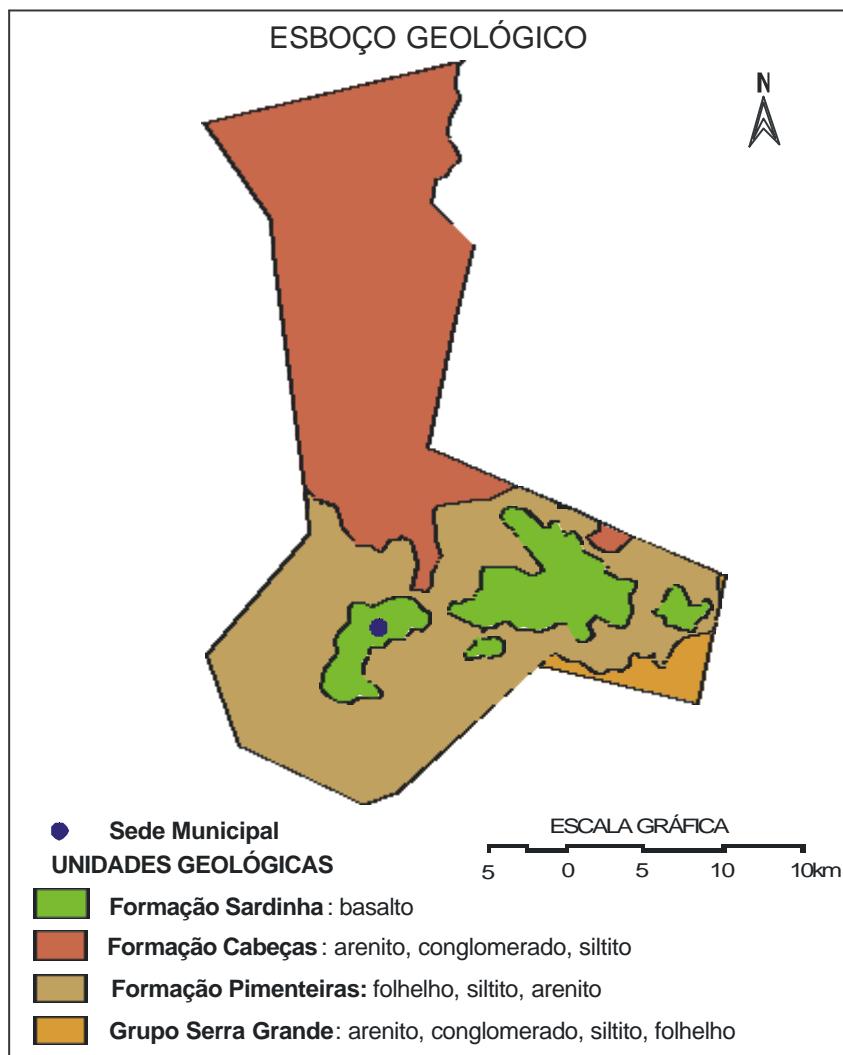 ESBOÇO GEOLÓGICO
N
Sede Municipal
ESCALA GRÁFICA
5 0 5 10 10km
UNIDADES GEOLÓGICAS
Formação Sardinha: basalto
Formação Cabeças: arenito, conglomerado, siltito
Formação Pimenteiras: folhelho, siltito, arenito
Grupo Serra Grande: arenito, conglomerado, siltito, folhelho